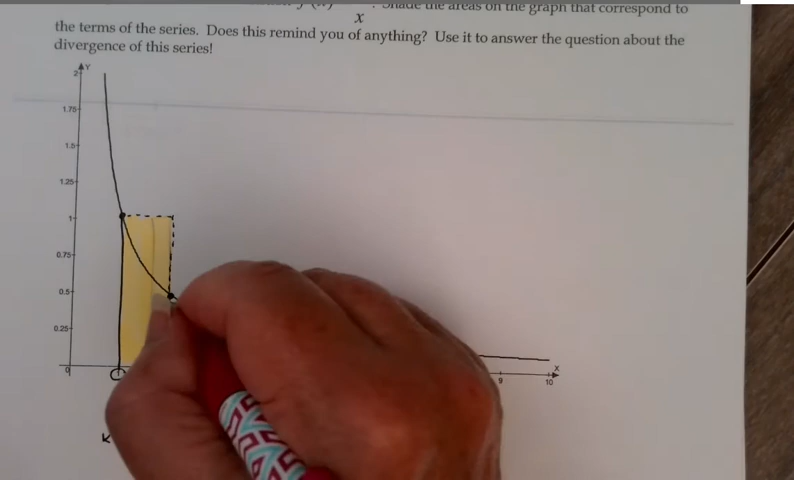 Shade the areas on the graph that correspond to
x
the terms of the series. Does this remind you of anything? Use it to answer the question about the
divergence of this series!
Y
2
1.75
1.5
1.25
1
0.75
0.5
0.25
0
9
10
X